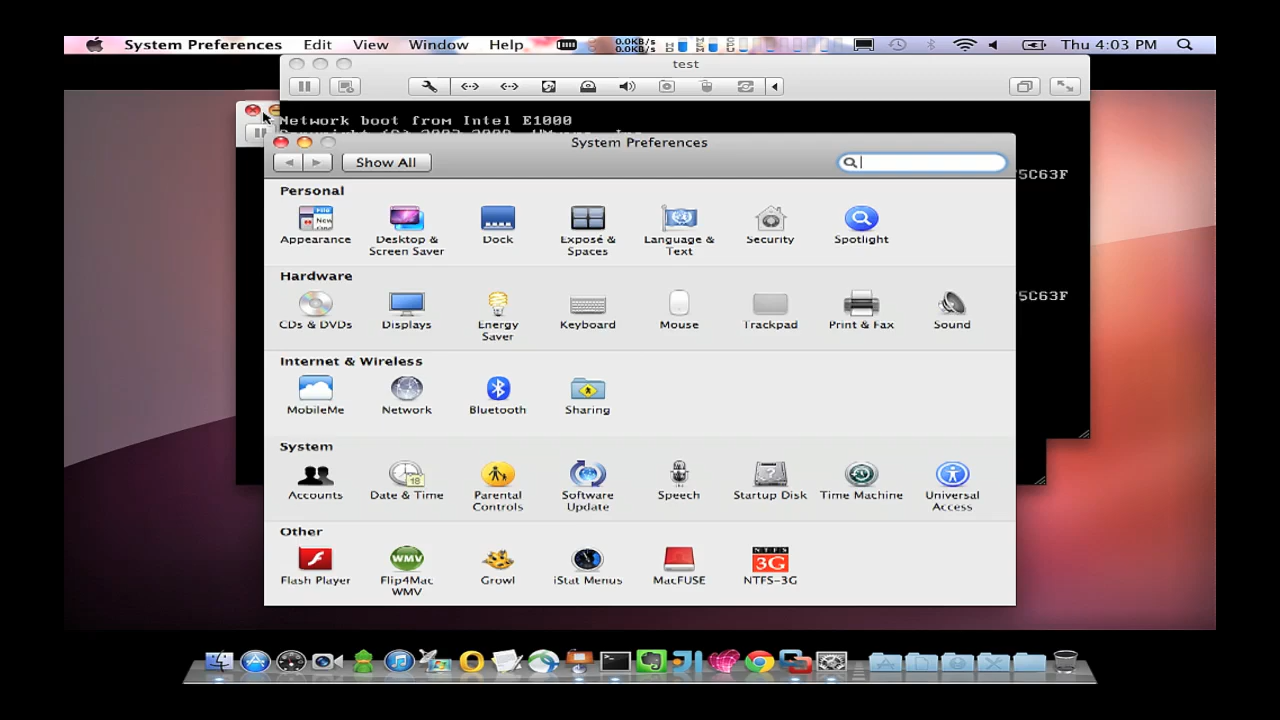 System Preferences Edit View Window Help 0.0KB/s 0.0KB/s Thu 4:03 PM
test
Network boot from Intel E1000
System Preferences
Show All
5C63F
Personal
Appearance
Desktop & Screen Saver
Dock
Exposé & Spaces
Language & Text
Security
Spotlight
Hardware
5C63F
CDs & DVDs
Displays
Energy Saver
Keyboard
Mouse
Trackpad
Print & Fax
Sound
Internet & Wireless
MobileMe
Network
Bluetooth
Sharing
System
Accounts
Date & Time
Parental Controls
Software Update
Speech
Startup Disk
Time Machine
Universal Access
Other
Flash Player
Flip4Mac WMV
Growl
iStat Menus
MacFUSE
NTFS-3G